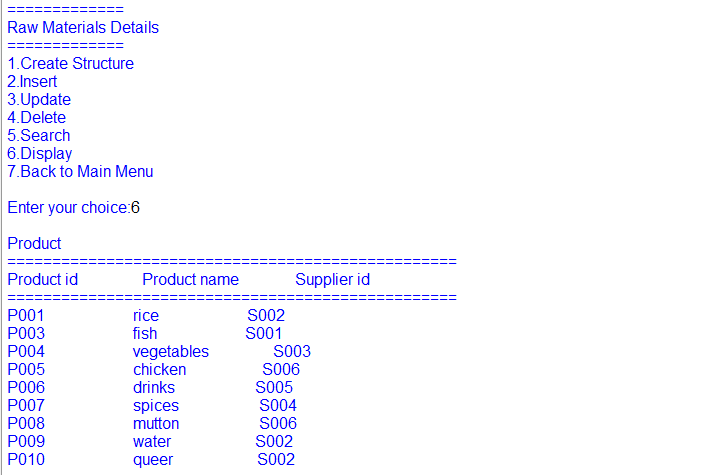 =============
Raw Materials Details
=============
1.Create Structure
2.Insert
3.Update
4.Delete
5.Search
6.Display
7.Back to Main Menu
Enter your choice:6
Product
==================================================
Product id Product name Supplier id
==================================================
P001 rice S002
P003 fish S001
P004 vegetables S003
P005 chicken S006
P006 drinks S005
P007 spices S004
P008 mutton S006
P009 water S002
P010 queer S002